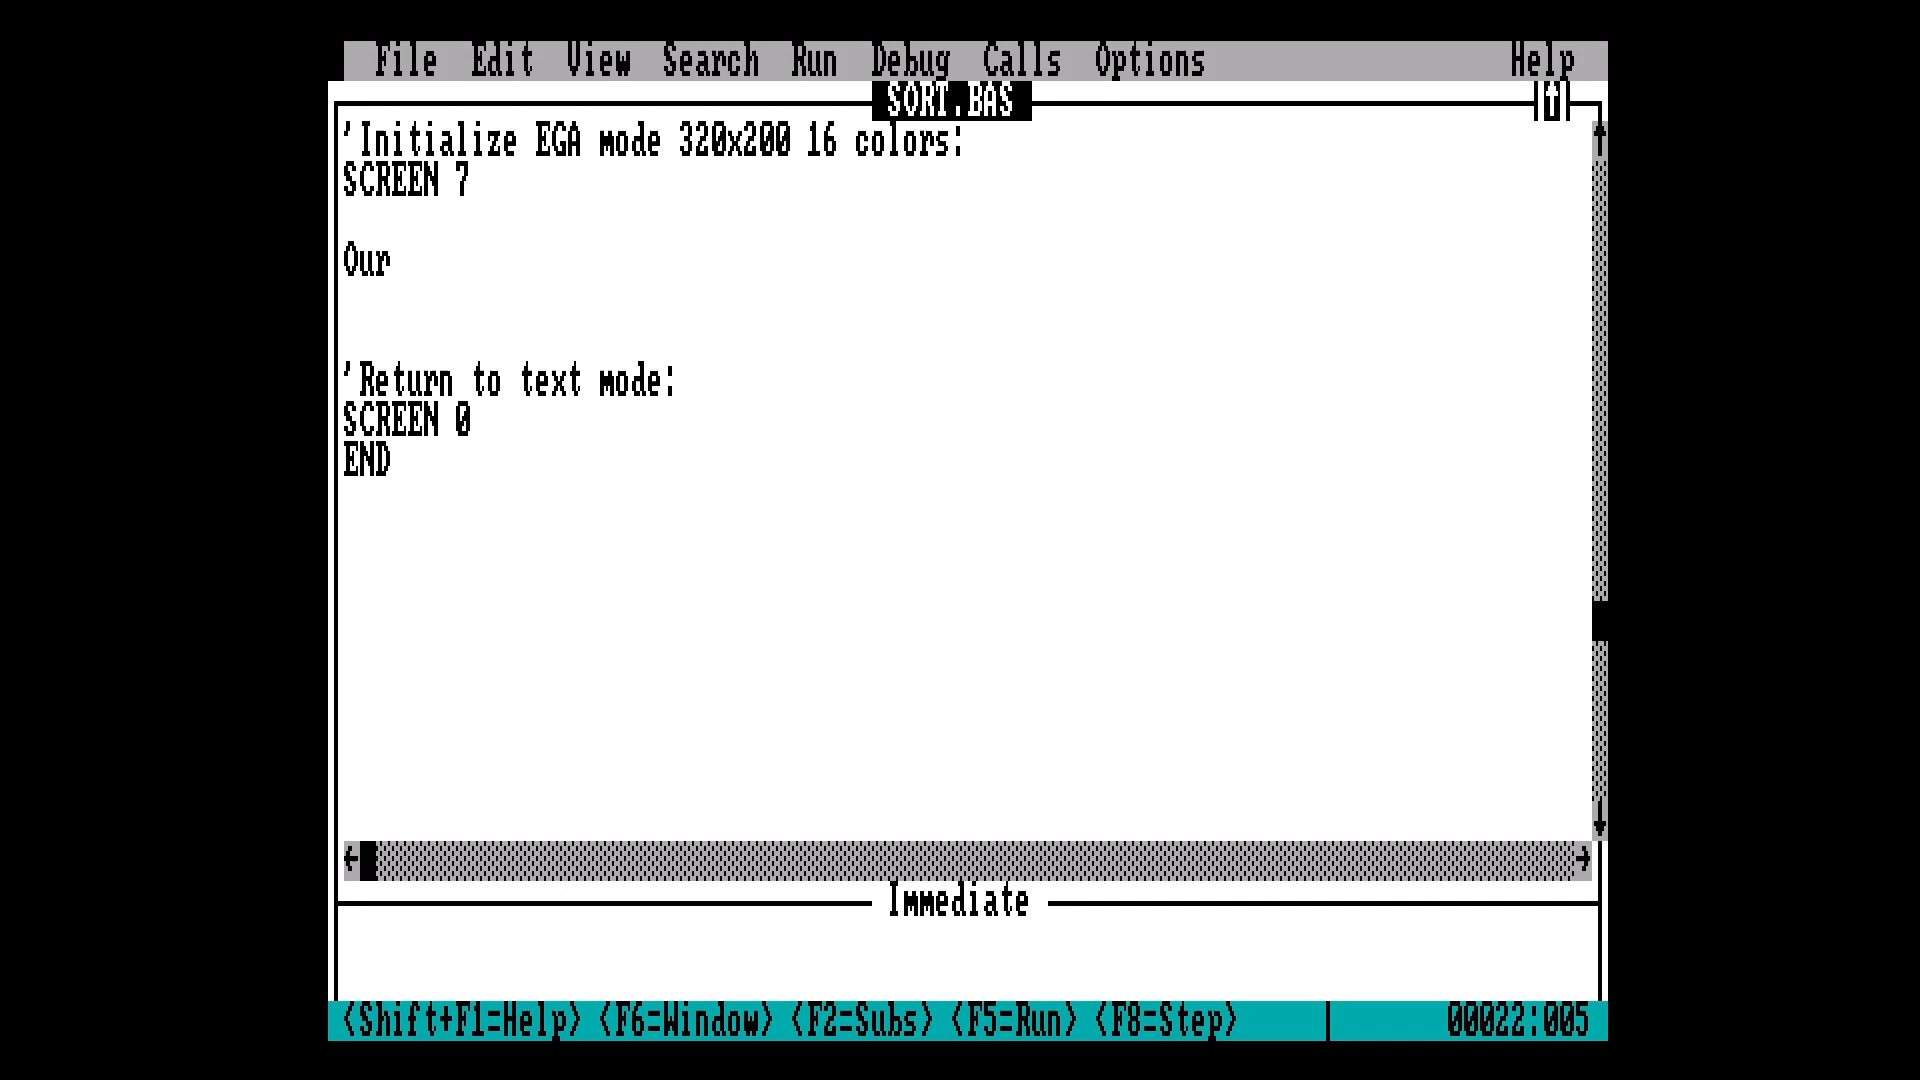 File Edit View Search Run Debug Calls Options Help
SORT.BAS
'Initialize EGA mode 320x200 16 colors:
SCREEN 7
Our
'Return to text mode:
SCREEN 0
END
Immediate
<Shift+F1=Help> <F6=Window> <F2=Subs> <F5=Run> <F8=Step> 00022:005